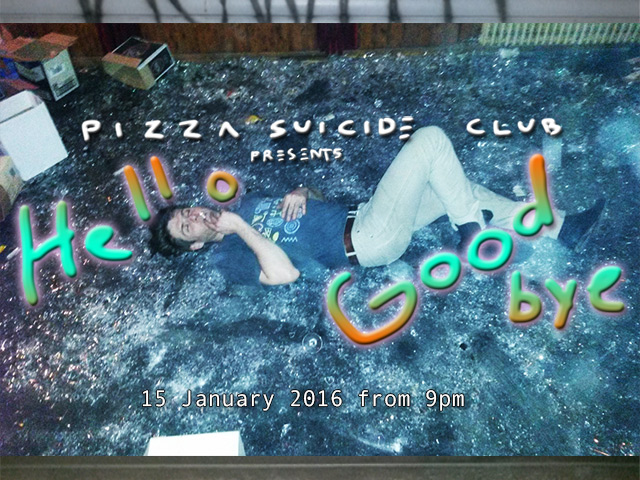 PIZZA SUICIDE CLUB
PRESENTS
Hello
Good
bye
15 January 2016 from 9pm